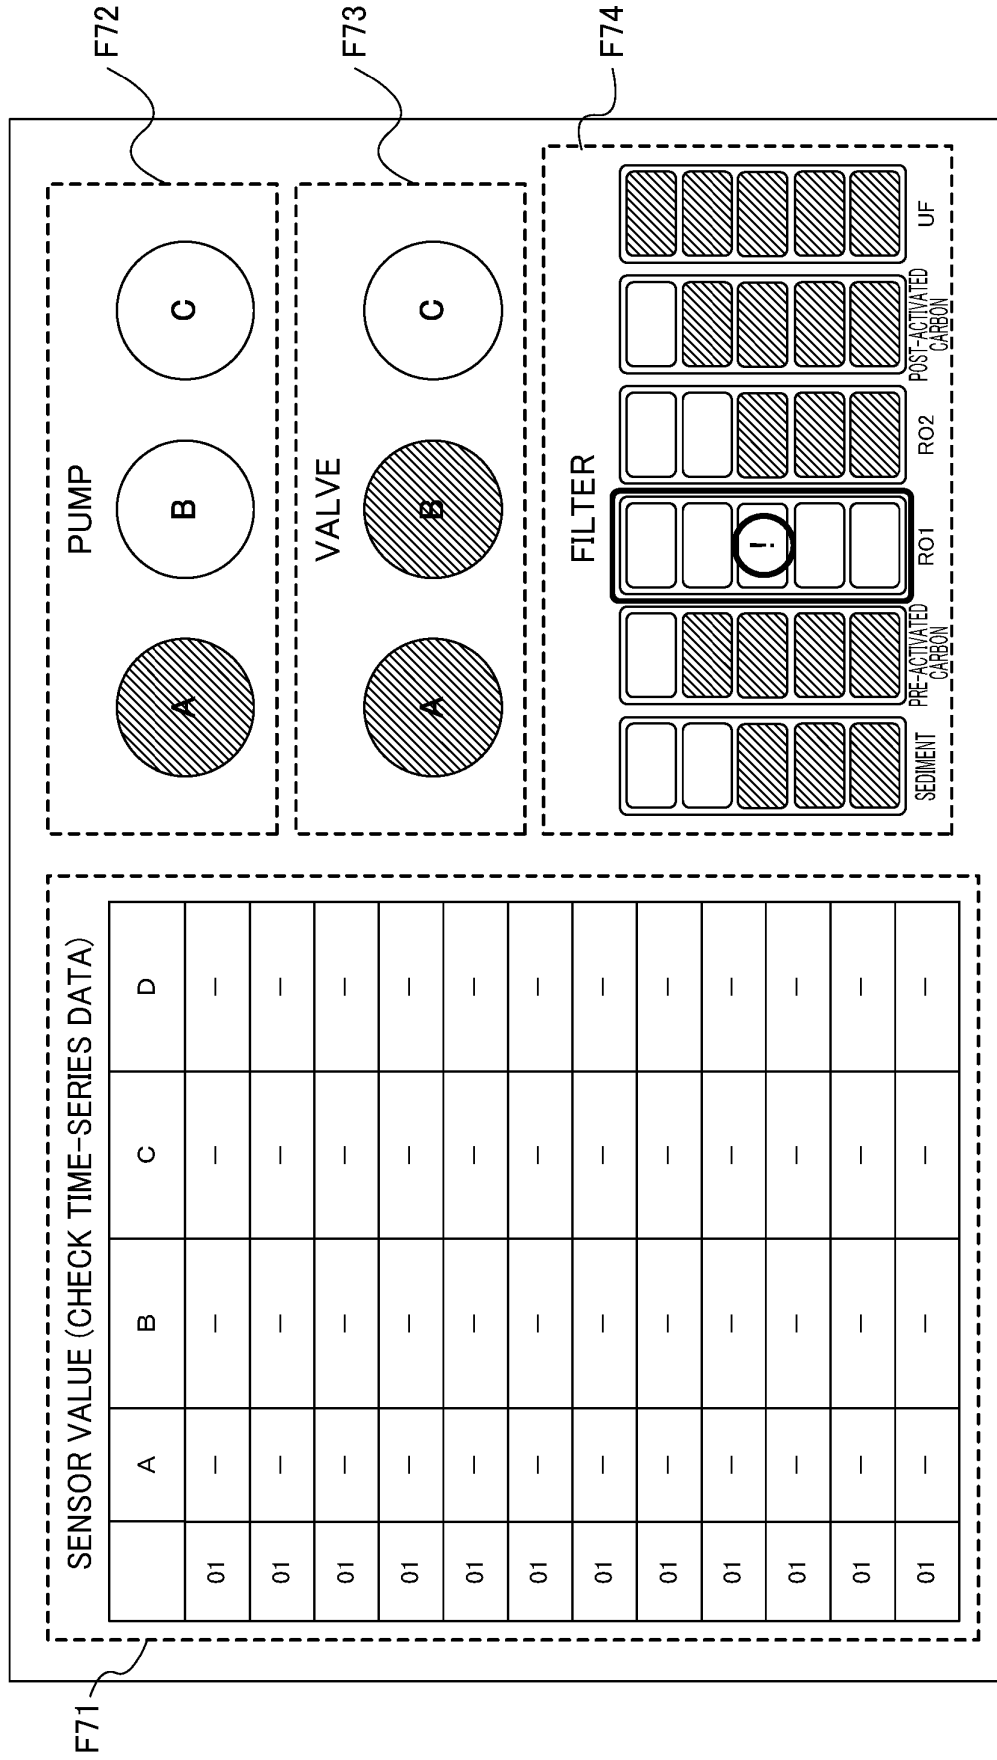 F71
SENSOR VALUE (CHECK TIME-SERIES DATA)
A B C D
01 – – – –
01 – – – –
01 – – – –
01 – – – –
01 – – – –
01 – – – –
01 – – – –
01 – – – –
01 – – – –
01 – – – –
01 – – – –
01 – – – –
F72
PUMP
A B C
F73
VALVE
A B C
F74
FILTER
!
SEDIMENT
PRE-ACTIVATED
CARBON
RO1
RO2
POST-ACTIVATED
CARBON
UF